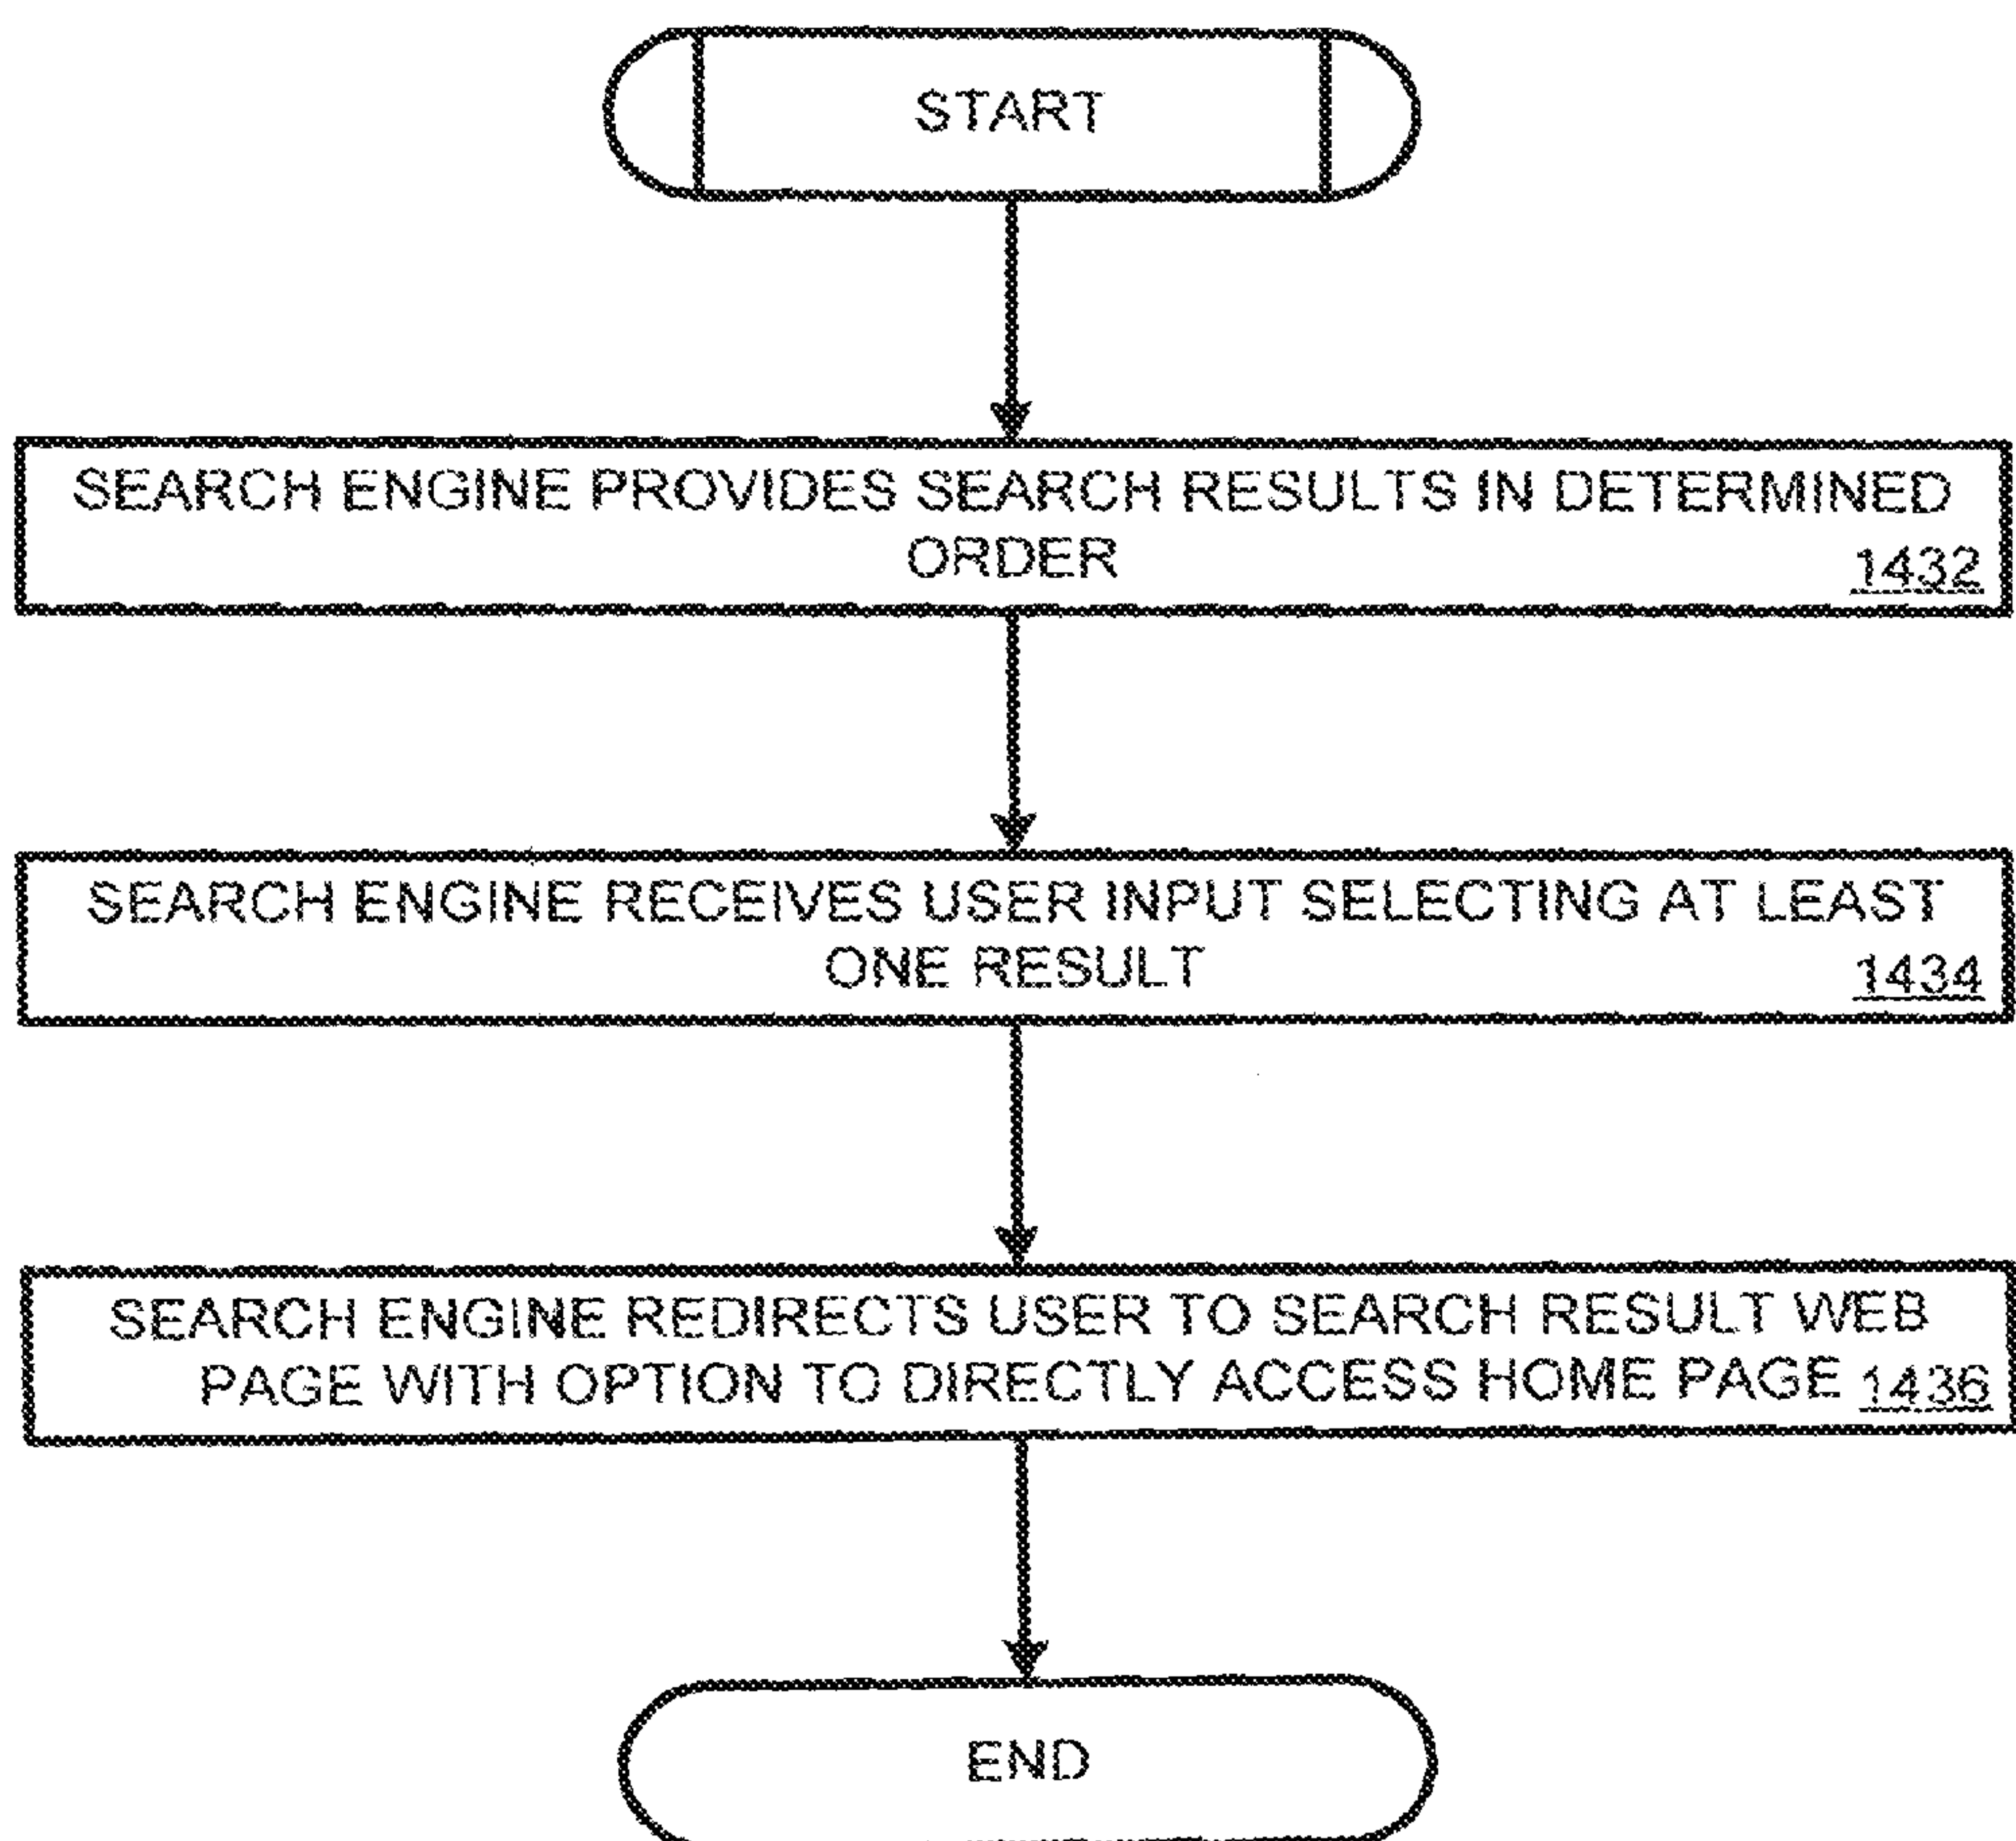 START
SEARCH ENGINE PROVIDES SEARCH RESULTS IN DETERMINED
ORDER
1432
SEARCH ENGINE RECEIVES USER INPUT SELECTING AT LEAST
ONE RESULT
1434
SEARCH ENGINE REDIRECTS USER TO SEARCH RESULT WEB
PAGE WITH OPTION TO DIRECTLY ACCESS HOME PAGE 1436
END